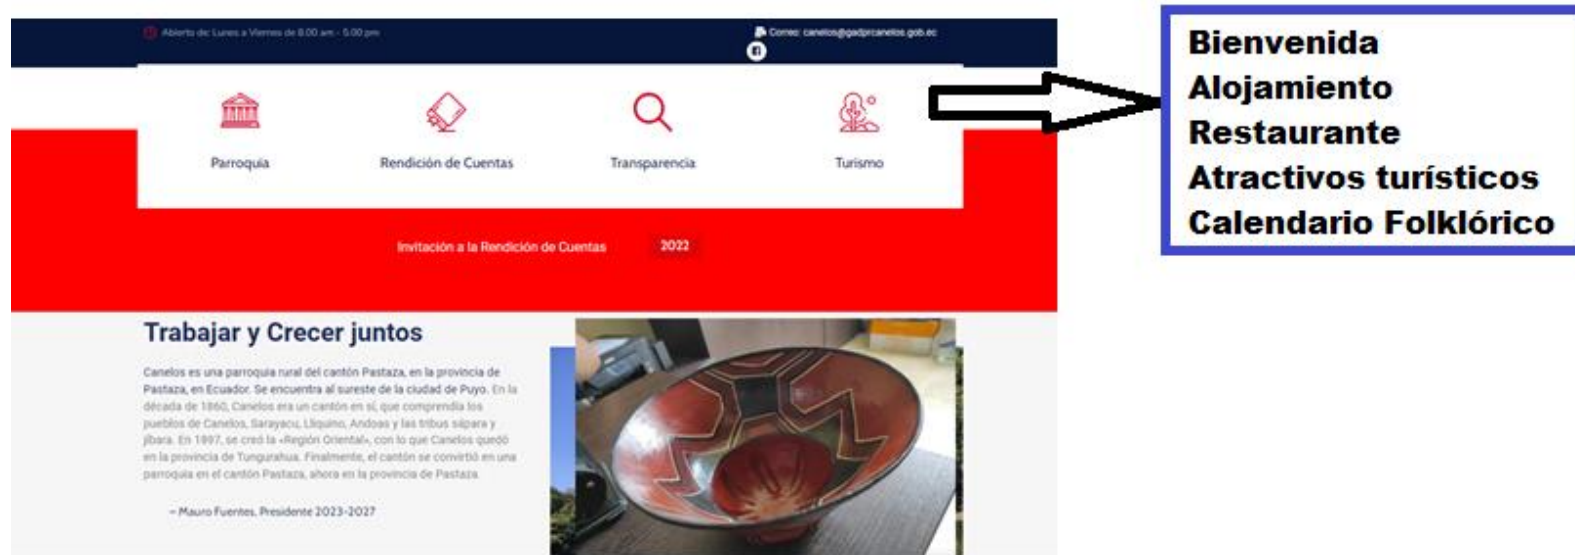 Abierto de: Lunes a Viernes de 8.00 am - 5.00 pm
Correo: canelos@gadprcanelos.gob.ec
Parroquia
Rendición de Cuentas
Transparencia
Turismo
Invitación a la Rendición de Cuentas
2022
Trabajar y Crecer juntos
Canelos es una parroquia rural del cantón Pastaza, en la provincia de
Pastaza, en Ecuador. Se encuentra al sureste de la ciudad de Puyo. En la
década de 1860, Canelos era un cantón en sí, que comprendía los
pueblos de Canelos, Sarayacu, Lliquino, Andoas y las tribus sápara y
jíbara. En 1897, se creó la «Región Oriental», con lo que Canelos quedó
en la provincia de Tungurahua. Finalmente, el cantón se convirtió en una
parroquia en el cantón Pastaza, ahora en la provincia de Pastaza.
– Mauro Fuentes, Presidente 2023-2027
Bienvenida
Alojamiento
Restaurante
Atractivos turísticos
Calendario Folklórico